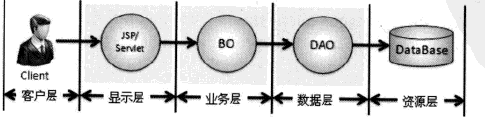 JSP/
Servlet
BO
DAO
DataBase
Client
客户层
显示层
业务层
数据层
资源层